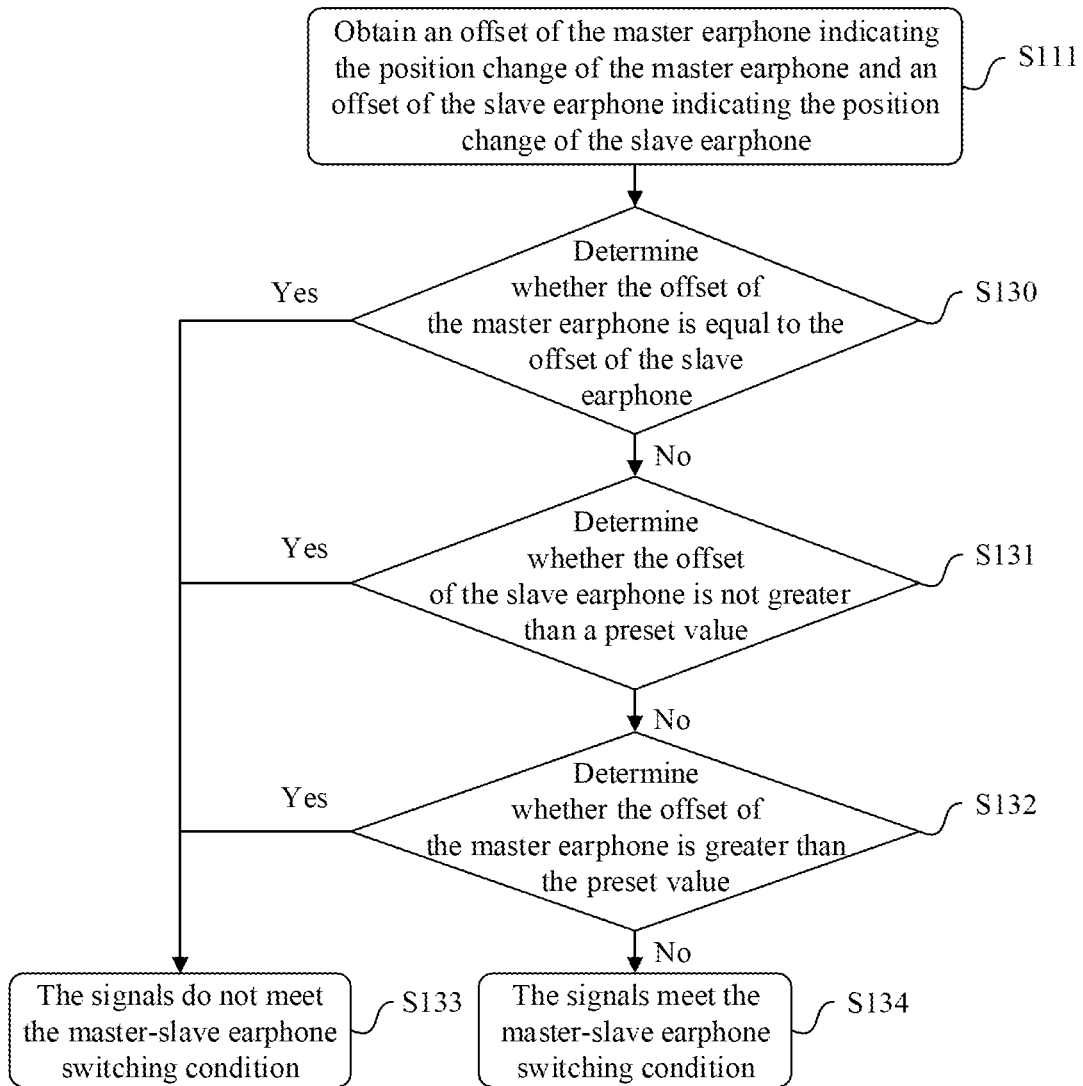 Obtain an offset of the master earphone indicating
the position change of the master earphone and an
offset of the slave earphone indicating the position
change of the slave earphone
S111
Determine
whether the offset of
the master earphone is equal to the
offset of the slave
earphone
Yes
S130
No
Determine
whether the offset
of the slave earphone is not greater
than a preset value
Yes
S131
No
Determine
whether the offset of
the master earphone is greater than
the preset value
Yes
S132
No
The signals do not meet
the master-slave earphone
switching condition
S133
The signals meet the
master-slave earphone
switching condition
S134